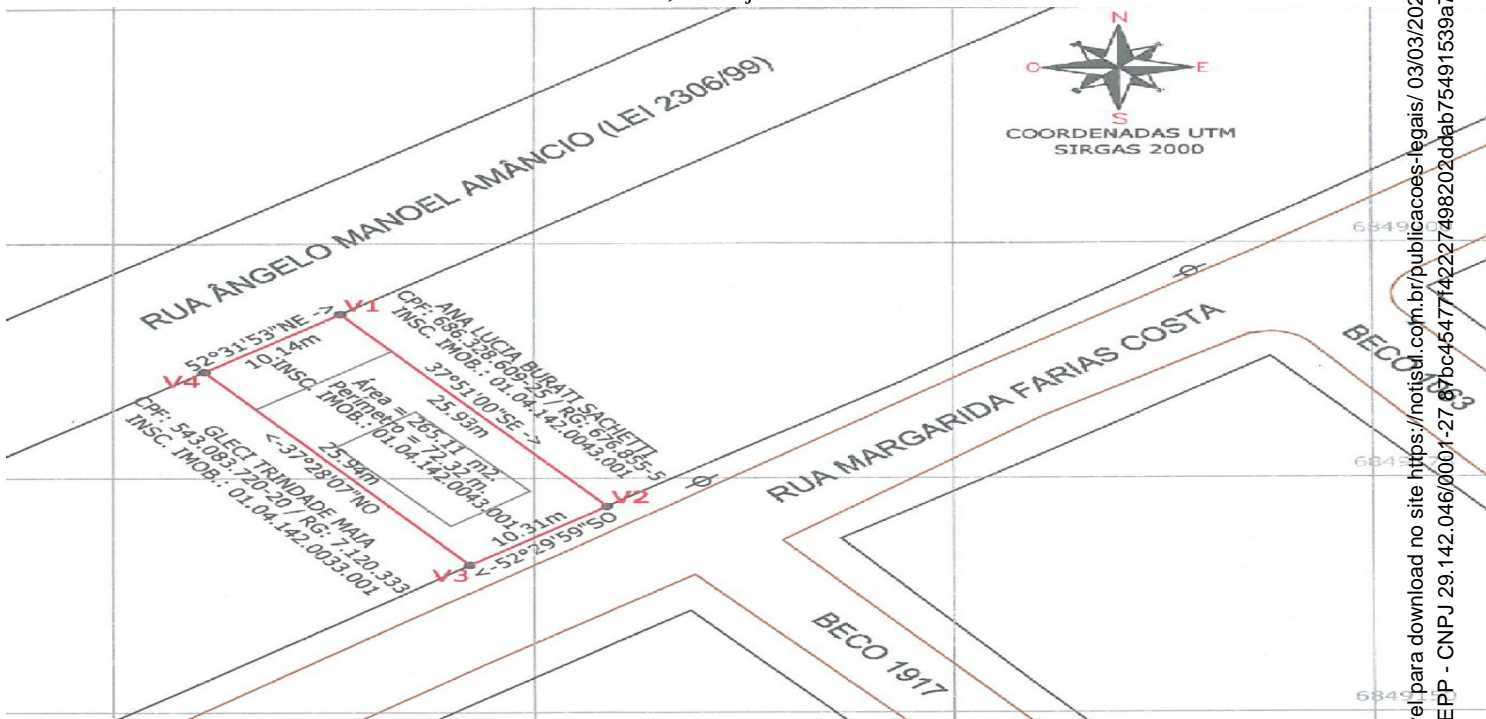 N
O
E
S
COORDENADAS UTM
SIRGAS 2000
RUA ÂNGELO MANOEL AMÂNCIO (LEI 2306/99)
V1
52°31'53"NE ->
10.14m
V4
ANA LUCIA BURATI SACHETTI
CPF: 686.328.609-25 / RG: 676.855-5
INSC. IMOB.: 01.04.142.0043.001
37°51'00"SE ->
25.93m
Área = 265.11 m2.
Perímetro = 72.32 m.
INSC. IMOB.: 01.04.142.0043.001
<-37°28'07"NO
25.94m
GLECI TRINDADE MAIA
CPF: 543.083.720-20 / RG: 7.120.333
INSC. IMOB.: 01.04.142.0033.001
V2
10.31m
<-52°29'59"SO
V3
RUA MARGARIDA FARIAS COSTA
BECO 1063
BECO 1917
6849150
el para download no site https://notisul.com.br/publicacoes-legais/ 03/03/202
EPP - CNPJ 29.142.046/0001-27